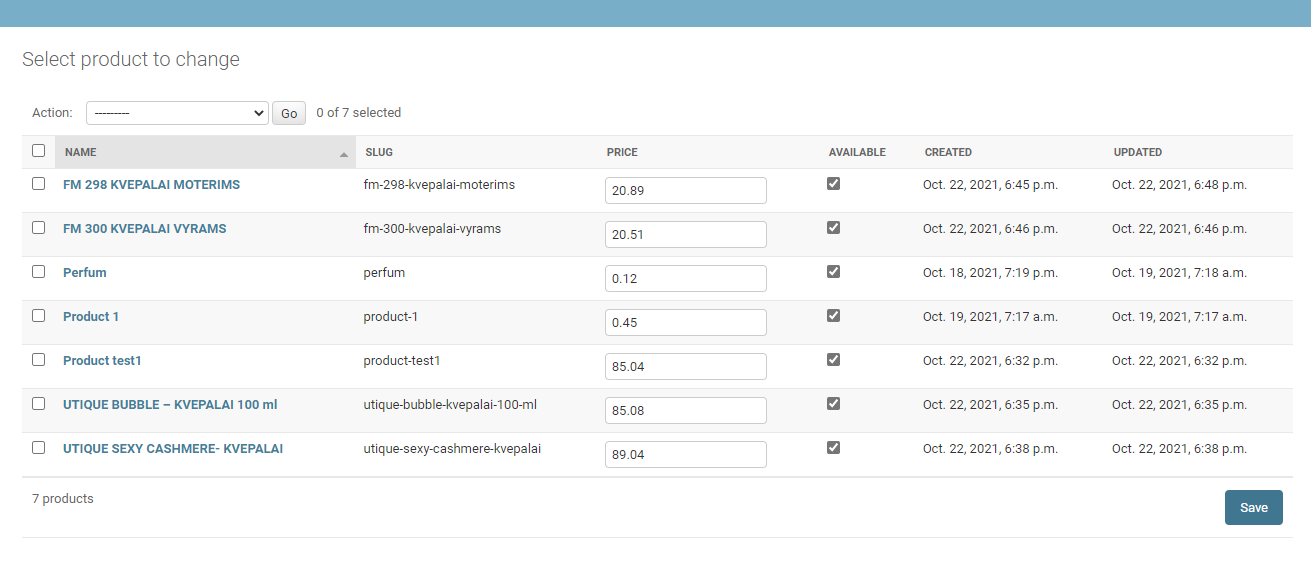 Select product to change
Action: --------- Go 0 of 7 selected
NAME SLUG PRICE AVAILABLE CREATED UPDATED
FM 298 KVEPALAI MOTERIMS fm-298-kvepalai-moterims 20.89 Oct. 22, 2021, 6:45 p.m. Oct. 22, 2021, 6:48 p.m.
FM 300 KVEPALAI VYRAMS fm-300-kvepalai-vyrams 20.51 Oct. 22, 2021, 6:46 p.m. Oct. 22, 2021, 6:46 p.m.
Perfum perfum 0.12 Oct. 18, 2021, 7:19 p.m. Oct. 19, 2021, 7:18 a.m.
Product 1 product-1 0.45 Oct. 19, 2021, 7:17 a.m. Oct. 19, 2021, 7:17 a.m.
Product test1 product-test1 85.04 Oct. 22, 2021, 6:32 p.m. Oct. 22, 2021, 6:32 p.m.
UTIQUE BUBBLE – KVEPALAI 100 ml utique-bubble-kvepalai-100-ml 85.08 Oct. 22, 2021, 6:35 p.m. Oct. 22, 2021, 6:35 p.m.
UTIQUE SEXY CASHMERE- KVEPALAI utique-sexy-cashmere-kvepalai 89.04 Oct. 22, 2021, 6:38 p.m. Oct. 22, 2021, 6:38 p.m.
7 products Save